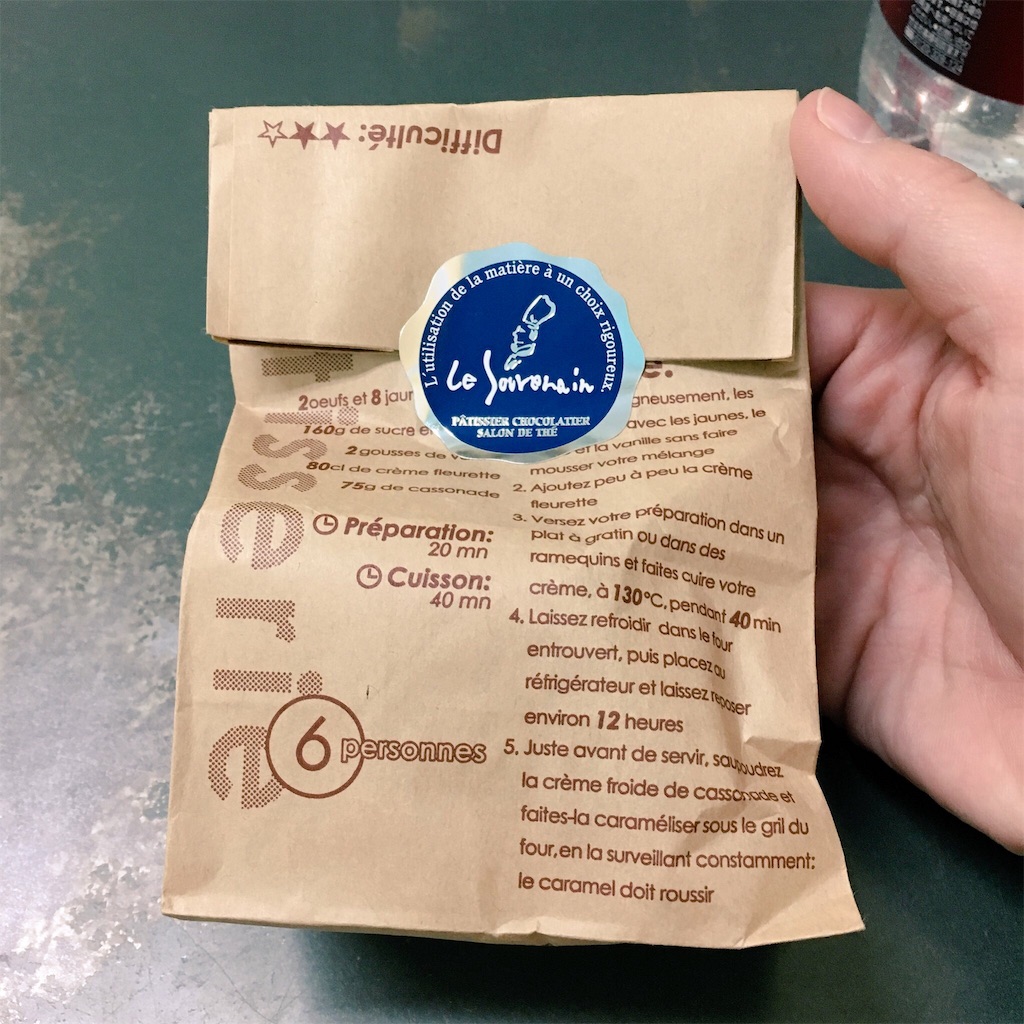 Difficulté:
L'utilisation de la matière à un choix rigoureux.
Le Souvenain
PÂTISSIER CHOCOLATIER
SALON DE THÉ
tisserie
2oeufs et 8
160g de sucre
2 gousses de
80cl de crème fleurette
75g de cassonade
Préparation:
20 mn
Cuisson:
40 mn
6 personnes
les
avec les jaunes, le
et la vanille sans faire
mousser votre mélange
2. Ajoutez peu à peu la crème
fleurette
3. Versez votre préparation dans un
plat à gratin ou dans des
ramequins et faites cuire votre
crème, à 130°C, pendant 40 min
4. Laissez refroidir dans le four
entrouvert, puis placez au
réfrigérateur et laissez reposer
environ 12 heures
5. Juste avant de servir, saupoudrez
la crème froide de cassonade et
faites-la caraméliser sous le gril du
four, en la surveillant constamment:
le caramel doit roussir